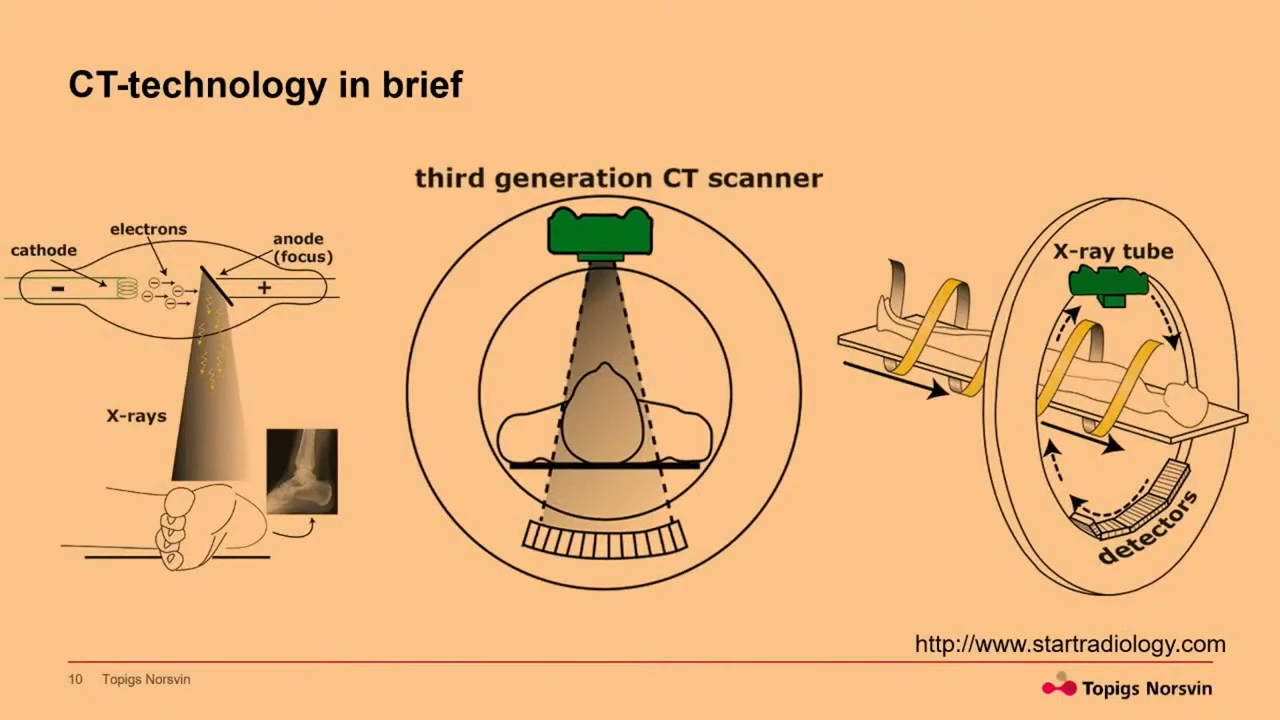 CT-technology in brief
third generation CT scanner
electrons
cathode
anode
(focus)
-
+
X-rays
X-ray tube
detectors
http://www.startradiology.com
10 Topigs Norsvin
Topigs Norsvin